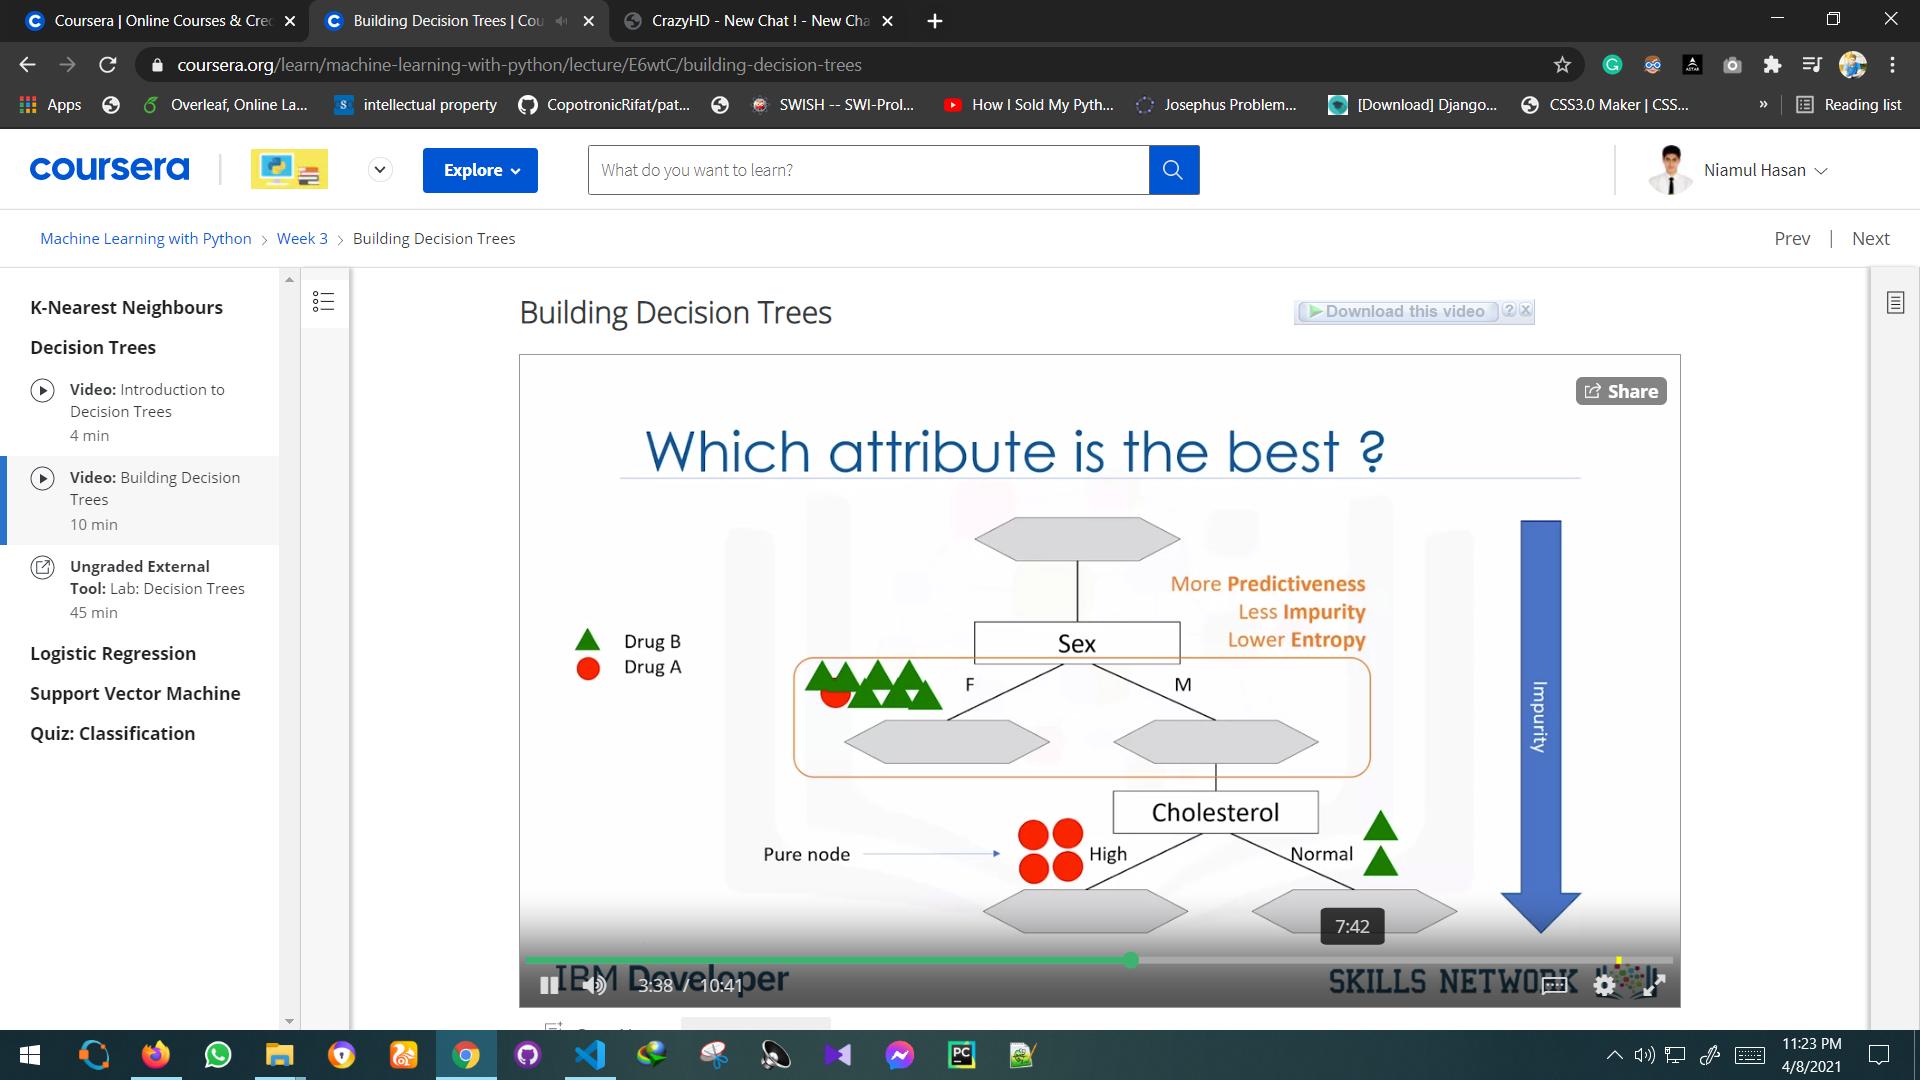 Coursera | Online Courses & Cre
Building Decision Trees | Cou
CrazyHD - New Chat ! - New Cha
coursera.org/learn/machine-learning-with-python/lecture/E6wtC/building-decision-trees
Apps
Overleaf, Online La...
intellectual property
CopotronicRifat/pat...
SWISH -- SWI-Prol...
How I Sold My Pyth...
Josephus Problem...
[Download] Django...
CSS3.0 Maker | CSS...
»
Reading list
coursera
Explore
What do you want to learn?
Niamul Hasan
Machine Learning with Python > Week 3 > Building Decision Trees
Prev | Next
K-Nearest Neighbours
Decision Trees
Video: Introduction to
Decision Trees
4 min
Video: Building Decision
Trees
10 min
Ungraded External
Tool: Lab: Decision Trees
45 min
Logistic Regression
Support Vector Machine
Quiz: Classification
Building Decision Trees
Download this video
Share
Which attribute is the best ?
More Predictiveness
Less Impurity
Lower Entropy
Drug B
Drug A
Sex
F
M
Impurity
Cholesterol
Pure node
High
Normal
7:42
IBM Developer
3:38 / 10:41
SKILLS NETWORK
11:23 PM
4/8/2021